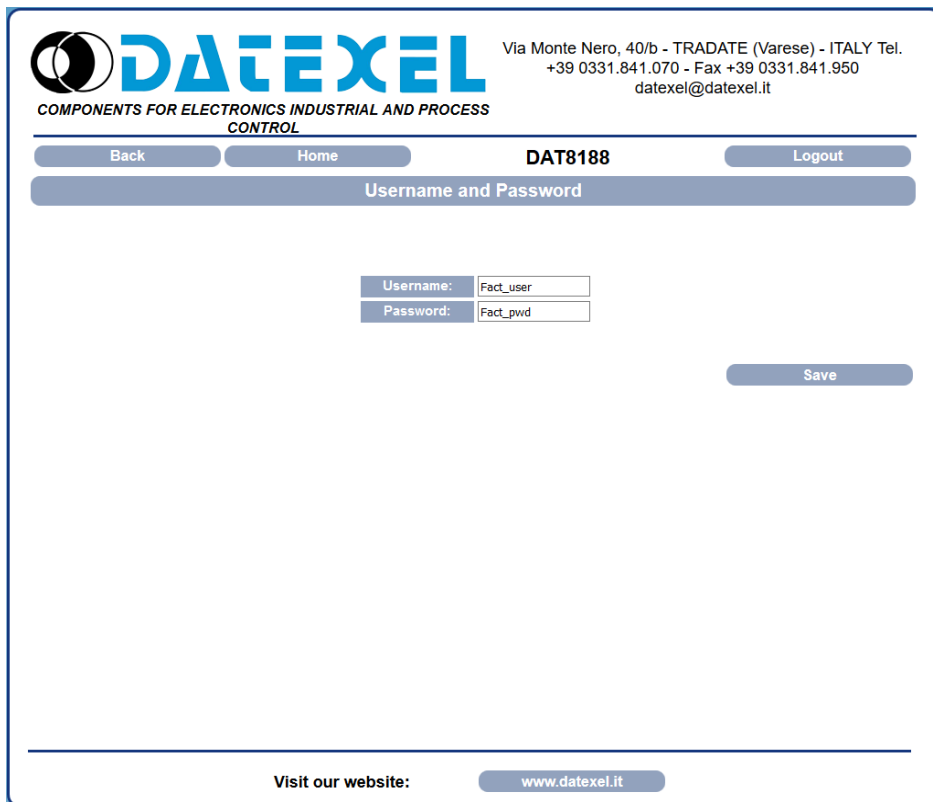 DATEXEL
COMPONENTS FOR ELECTRONICS INDUSTRIAL AND PROCESS
CONTROL
Via Monte Nero, 40/b - TRADATE (Varese) - ITALY Tel.
+39 0331.841.070 - Fax +39 0331.841.950
datexel@datexel.it
Back Home DAT8188 Logout
Username and Password
Username: Fact_user
Password: Fact_pwd
Save
Visit our website: www.datexel.it